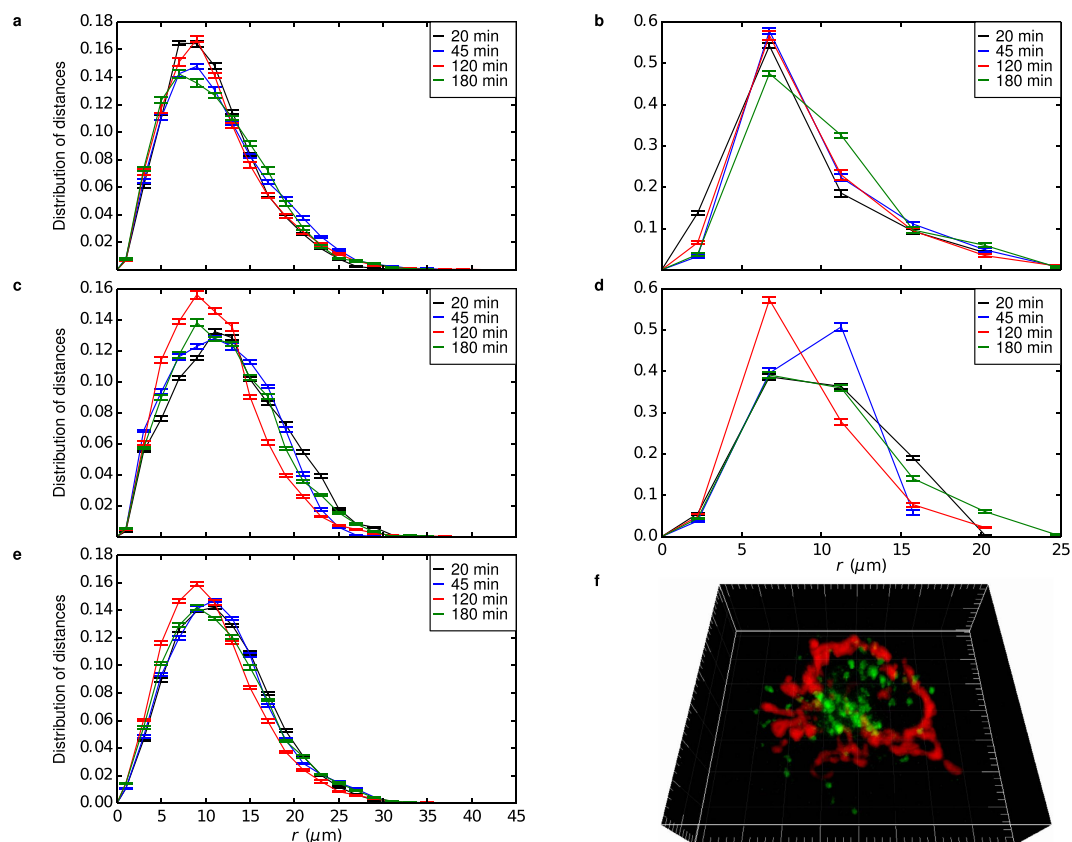 a
Distribution of distances
0.18
0.16
0.14
0.12
0.10
0.08
0.06
0.04
0.02
20 min
45 min
120 min
180 min
b
0.6
0.5
0.4
0.3
0.2
0.1
0.0
20 min
45 min
120 min
180 min
c
Distribution of distances
0.16
0.14
0.12
0.10
0.08
0.06
0.04
0.02
20 min
45 min
120 min
180 min
d
0.6
0.5
0.4
0.3
0.2
0.1
0.0
0 5 10 15 20 25
r (μm)
20 min
45 min
120 min
180 min
e
Distribution of distances
0.18
0.16
0.14
0.12
0.10
0.08
0.06
0.04
0.02
0.00
0 5 10 15 20 25 30 35 40 45
r (μm)
20 min
45 min
120 min
180 min
f